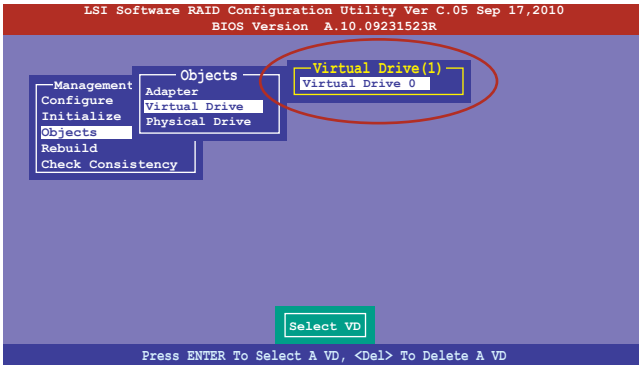 LSI Software RAID Configuration Utility Ver C.05 Sep 17,2010
BIOS Version A.10.09231523R
Management
Configure
Initialize
Objects
Rebuild
Check Consistency
Objects
Adapter
Virtual Drive
Physical Drive
Virtual Drive(1)
Virtual Drive 0
Select VD
Press ENTER To Select A VD, <Del> To Delete A VD